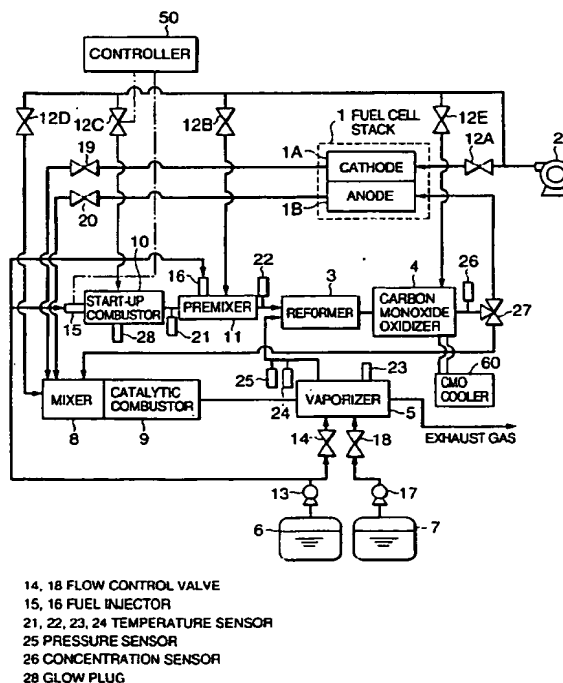 50
CONTROLLER
12D
12C
12B
12E
1 FUEL CELL
STACK
12A
2
19
1A
CATHODE
20
1B
ANODE
10
16
22
3
4
26
START-UP
COMBUSTOR
PREMIXER
REFORMER
CARBON
MONOXIDE
OXIDIZER
27
15
28
21
11
25
24
23
60
CMO
COOLER
MIXER
CATALYTIC
COMBUSTOR
VAPORIZER
5
8
9
14
18
EXHAUST GAS
13
17
6
7
14, 18 FLOW CONTROL VALVE
15, 16 FUEL INJECTOR
21, 22, 23, 24 TEMPERATURE SENSOR
25 PRESSURE SENSOR
26 CONCENTRATION SENSOR
28 GLOW PLUG